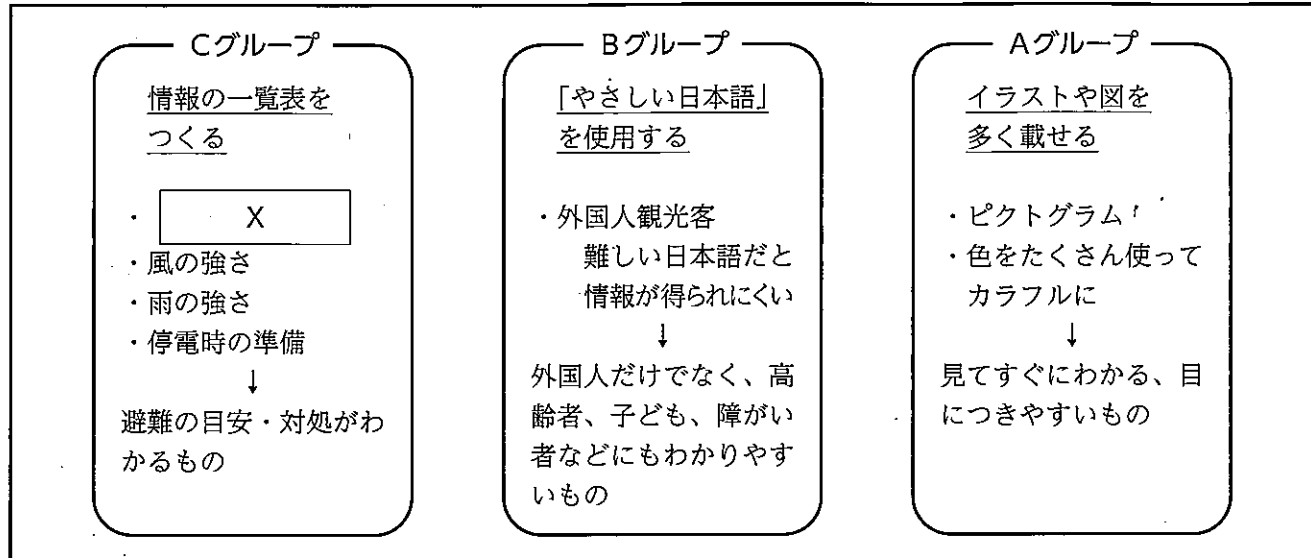 Aグループ
イラストや図を
多く載せる
・ピクトグラム
・色をたくさん使って
カラフルに
↓
見てすぐにわかる、目
につきやすいもの
Bグループ
「やさしい日本語」
を使用する
・外国人観光客
難しい日本語だと
情報が得られにくい
↓
外国人だけでなく、高
齢者、子ども、障がい
者などにもわかりやす
いもの
Cグループ
情報の一覧表を
つくる
・ X
・風の強さ
・雨の強さ
・停電時の準備
↓
避難の目安・対処がわ
かるもの